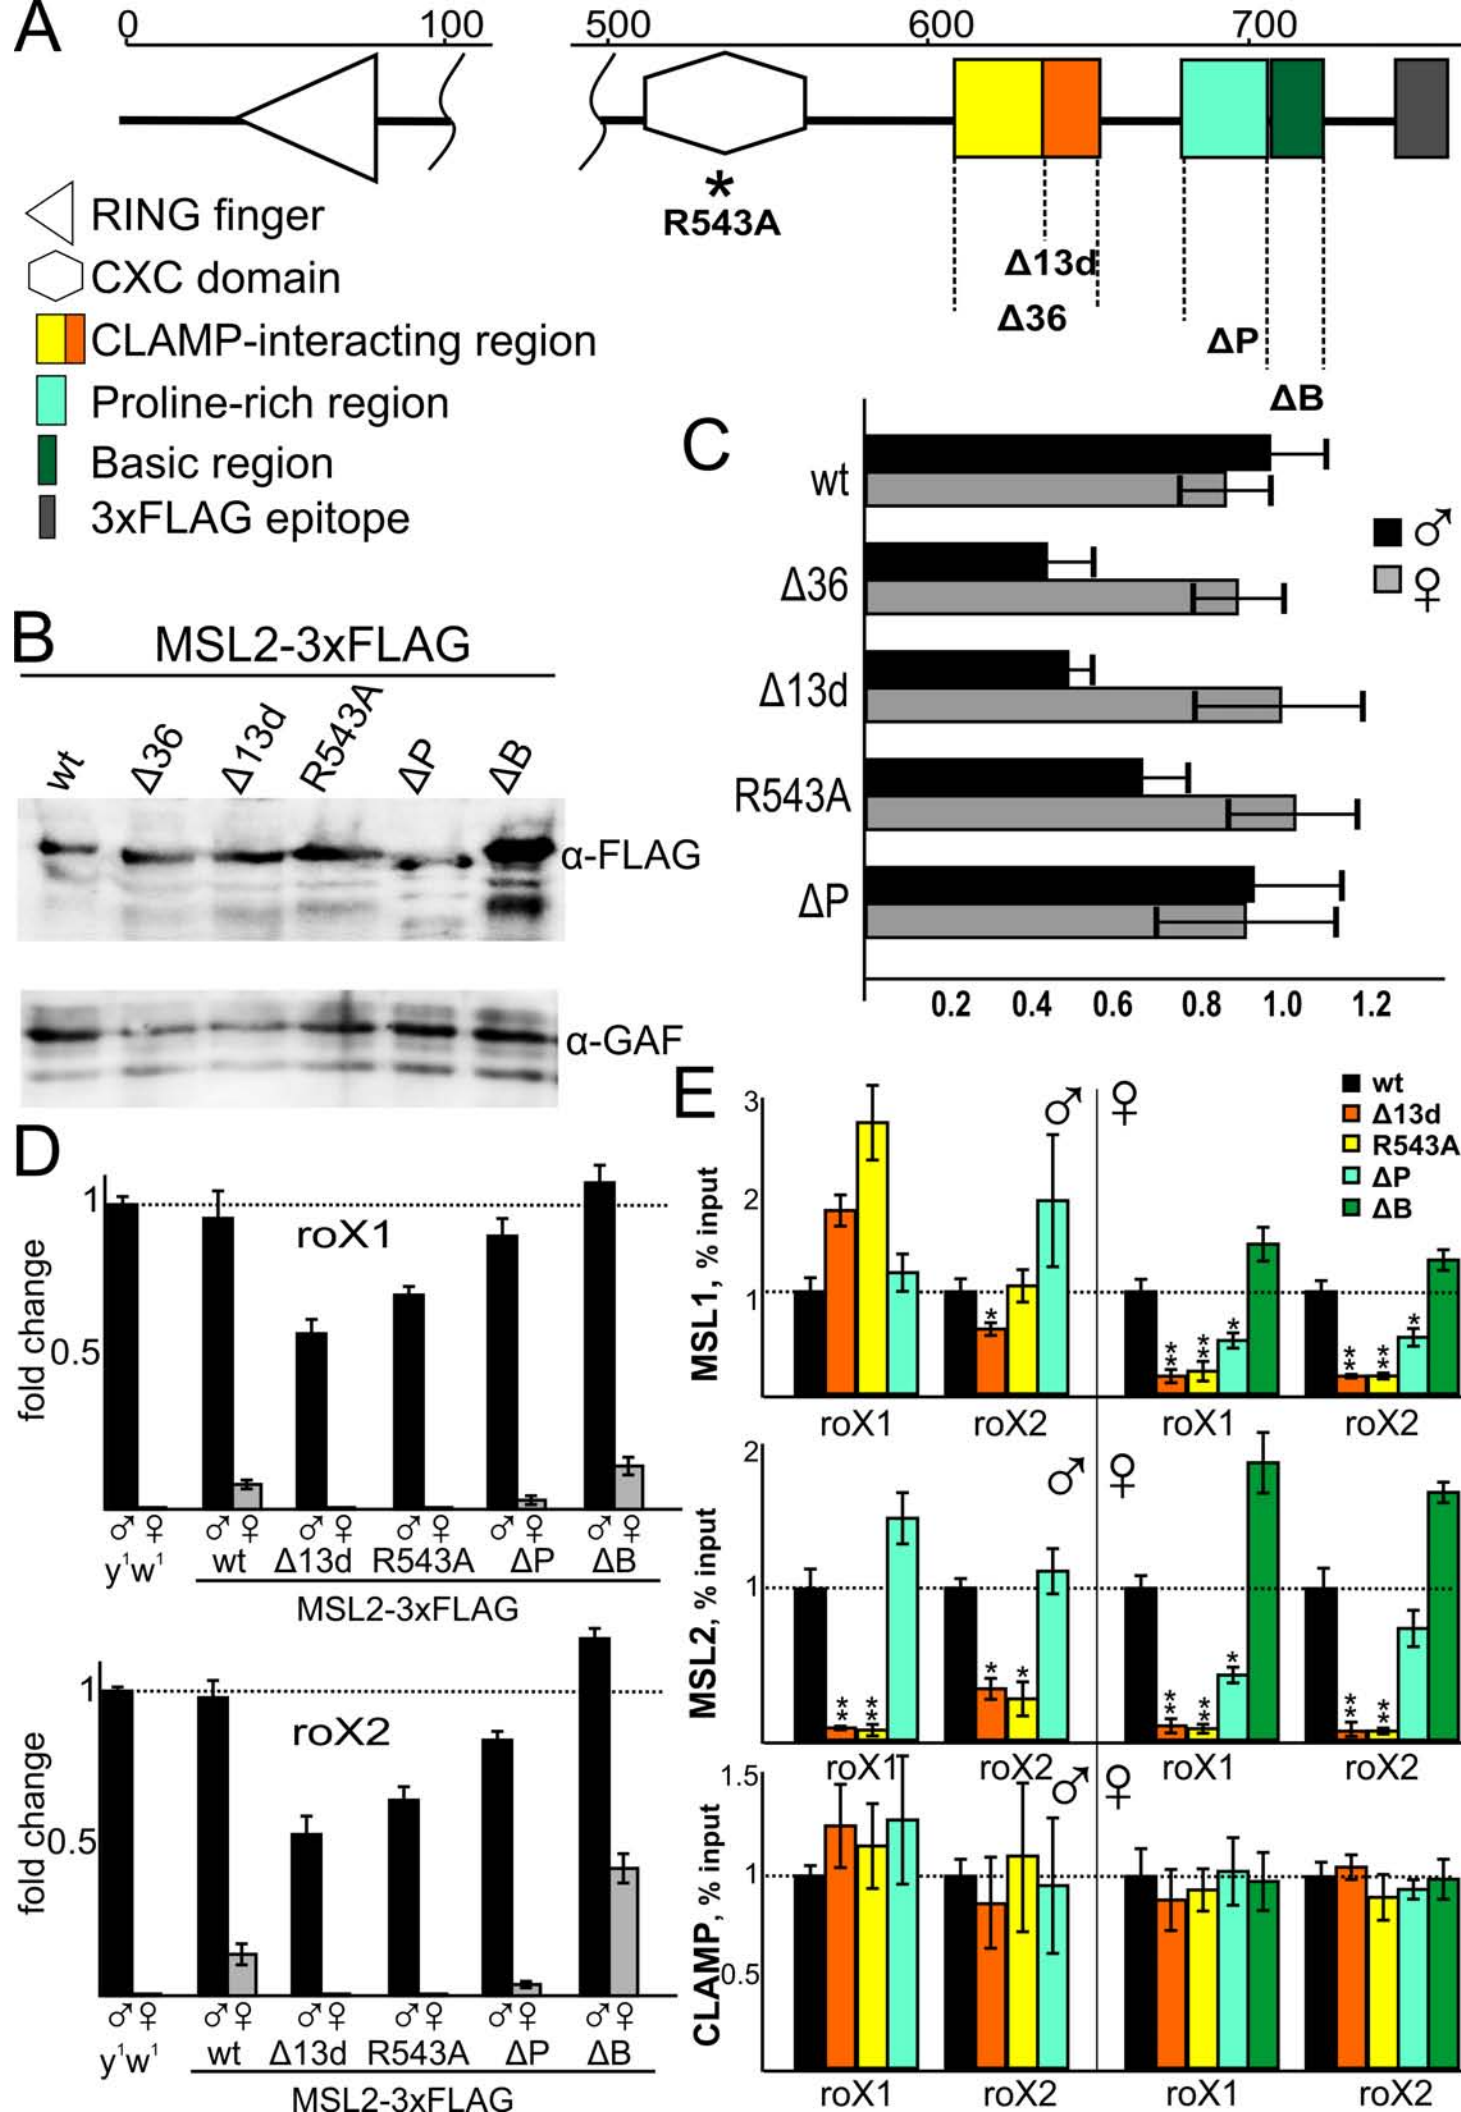 A
0 100 500 600 700
*
R543A
Δ13d
Δ36
ΔP
ΔB
RING finger
CXC domain
CLAMP-interacting region
Proline-rich region
Basic region
3xFLAG epitope
B
MSL2-3xFLAG
wt Δ36 Δ13d R543A ΔP ΔB
α-FLAG
α-GAF
C
wt
Δ36
Δ13d
R543A
ΔP
0.2 0.4 0.6 0.8 1.0 1.2
♂
♀
D
fold change
1
0.5
roX1
♂♀ ♂♀ ♂♀ ♂♀ ♂♀ ♂♀
y¹w¹ wt Δ13d R543A ΔP ΔB
MSL2-3xFLAG
fold change
1
0.5
roX2
♂♀ ♂♀ ♂♀ ♂♀ ♂♀ ♂♀
y¹w¹ wt Δ13d R543A ΔP ΔB
MSL2-3xFLAG
E
♂ ♀
wt
Δ13d
R543A
ΔP
ΔB
MSL1, % input
3
2
1
* ** ** * ** ** *
roX1 roX2 roX1 roX2
MSL2, % input
2
1
♂ ♀
** ** * * ** ** * ** **
roX1 roX2 roX1 roX2
CLAMP, % input
1.5
1
0.5
♂ ♀
roX1 roX2 roX1 roX2